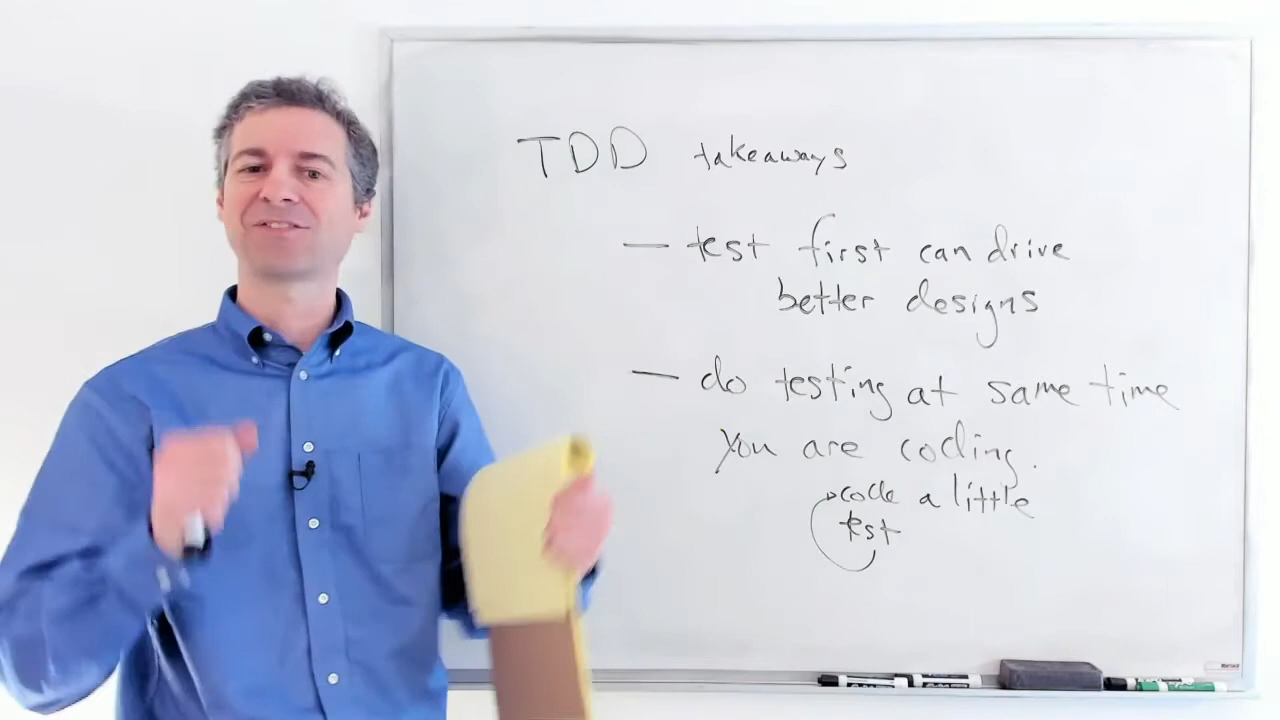 TDD takeaways
— test first can drive
better designs
— do testing at same time
you are coding.
code a little
test